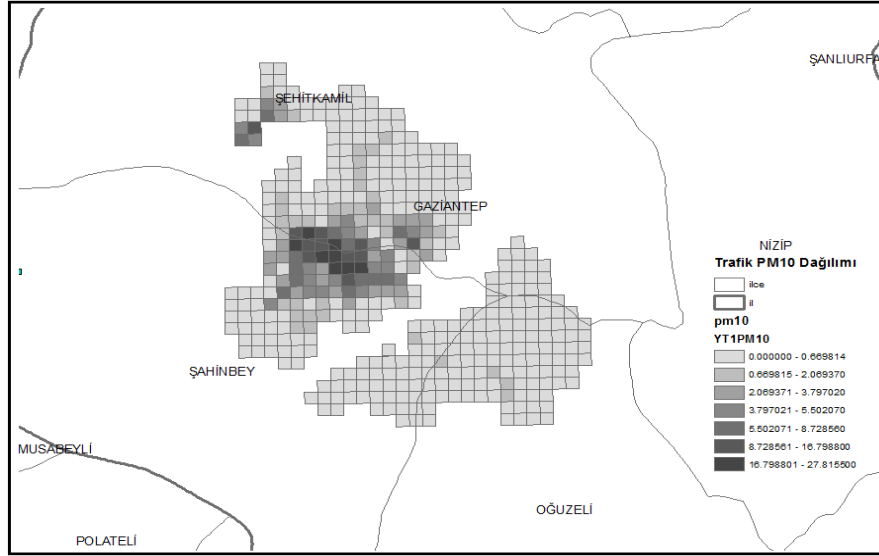 ŞANLIURFA
ŞEHİTKAMİL
GAZİANTEP
NİZİP
Trafik PM10 Dağılımı
ilce
il
pm10
YT1PM10
0.000000 - 0.669814
0.669815 - 2.069370
2.069371 - 3.797020
3.797021 - 5.502070
5.502071 - 8.728560
8.728561 - 16.798800
16.798801 - 27.815500
ŞAHİNBEY
MUSABEYLİ
OĞUZELİ
POLATELİ